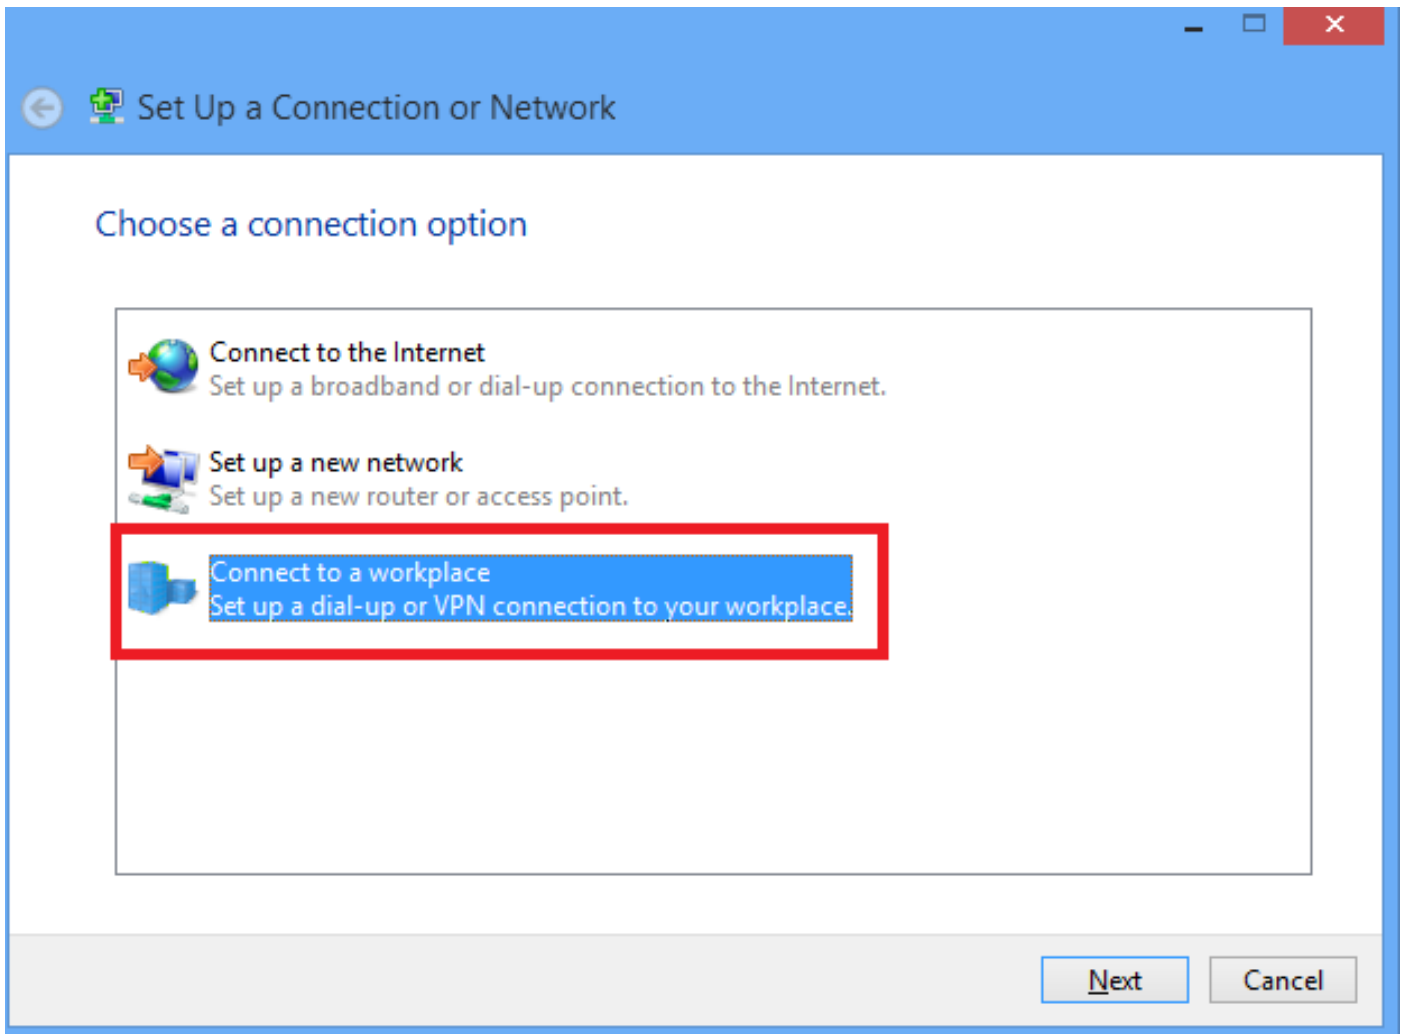 Set Up a Connection or Network
Choose a connection option
Connect to the Internet
Set up a broadband or dial-up connection to the Internet.
Set up a new network
Set up a new router or access point.
Connect to a workplace
Set up a dial-up or VPN connection to your workplace.
Next
Cancel